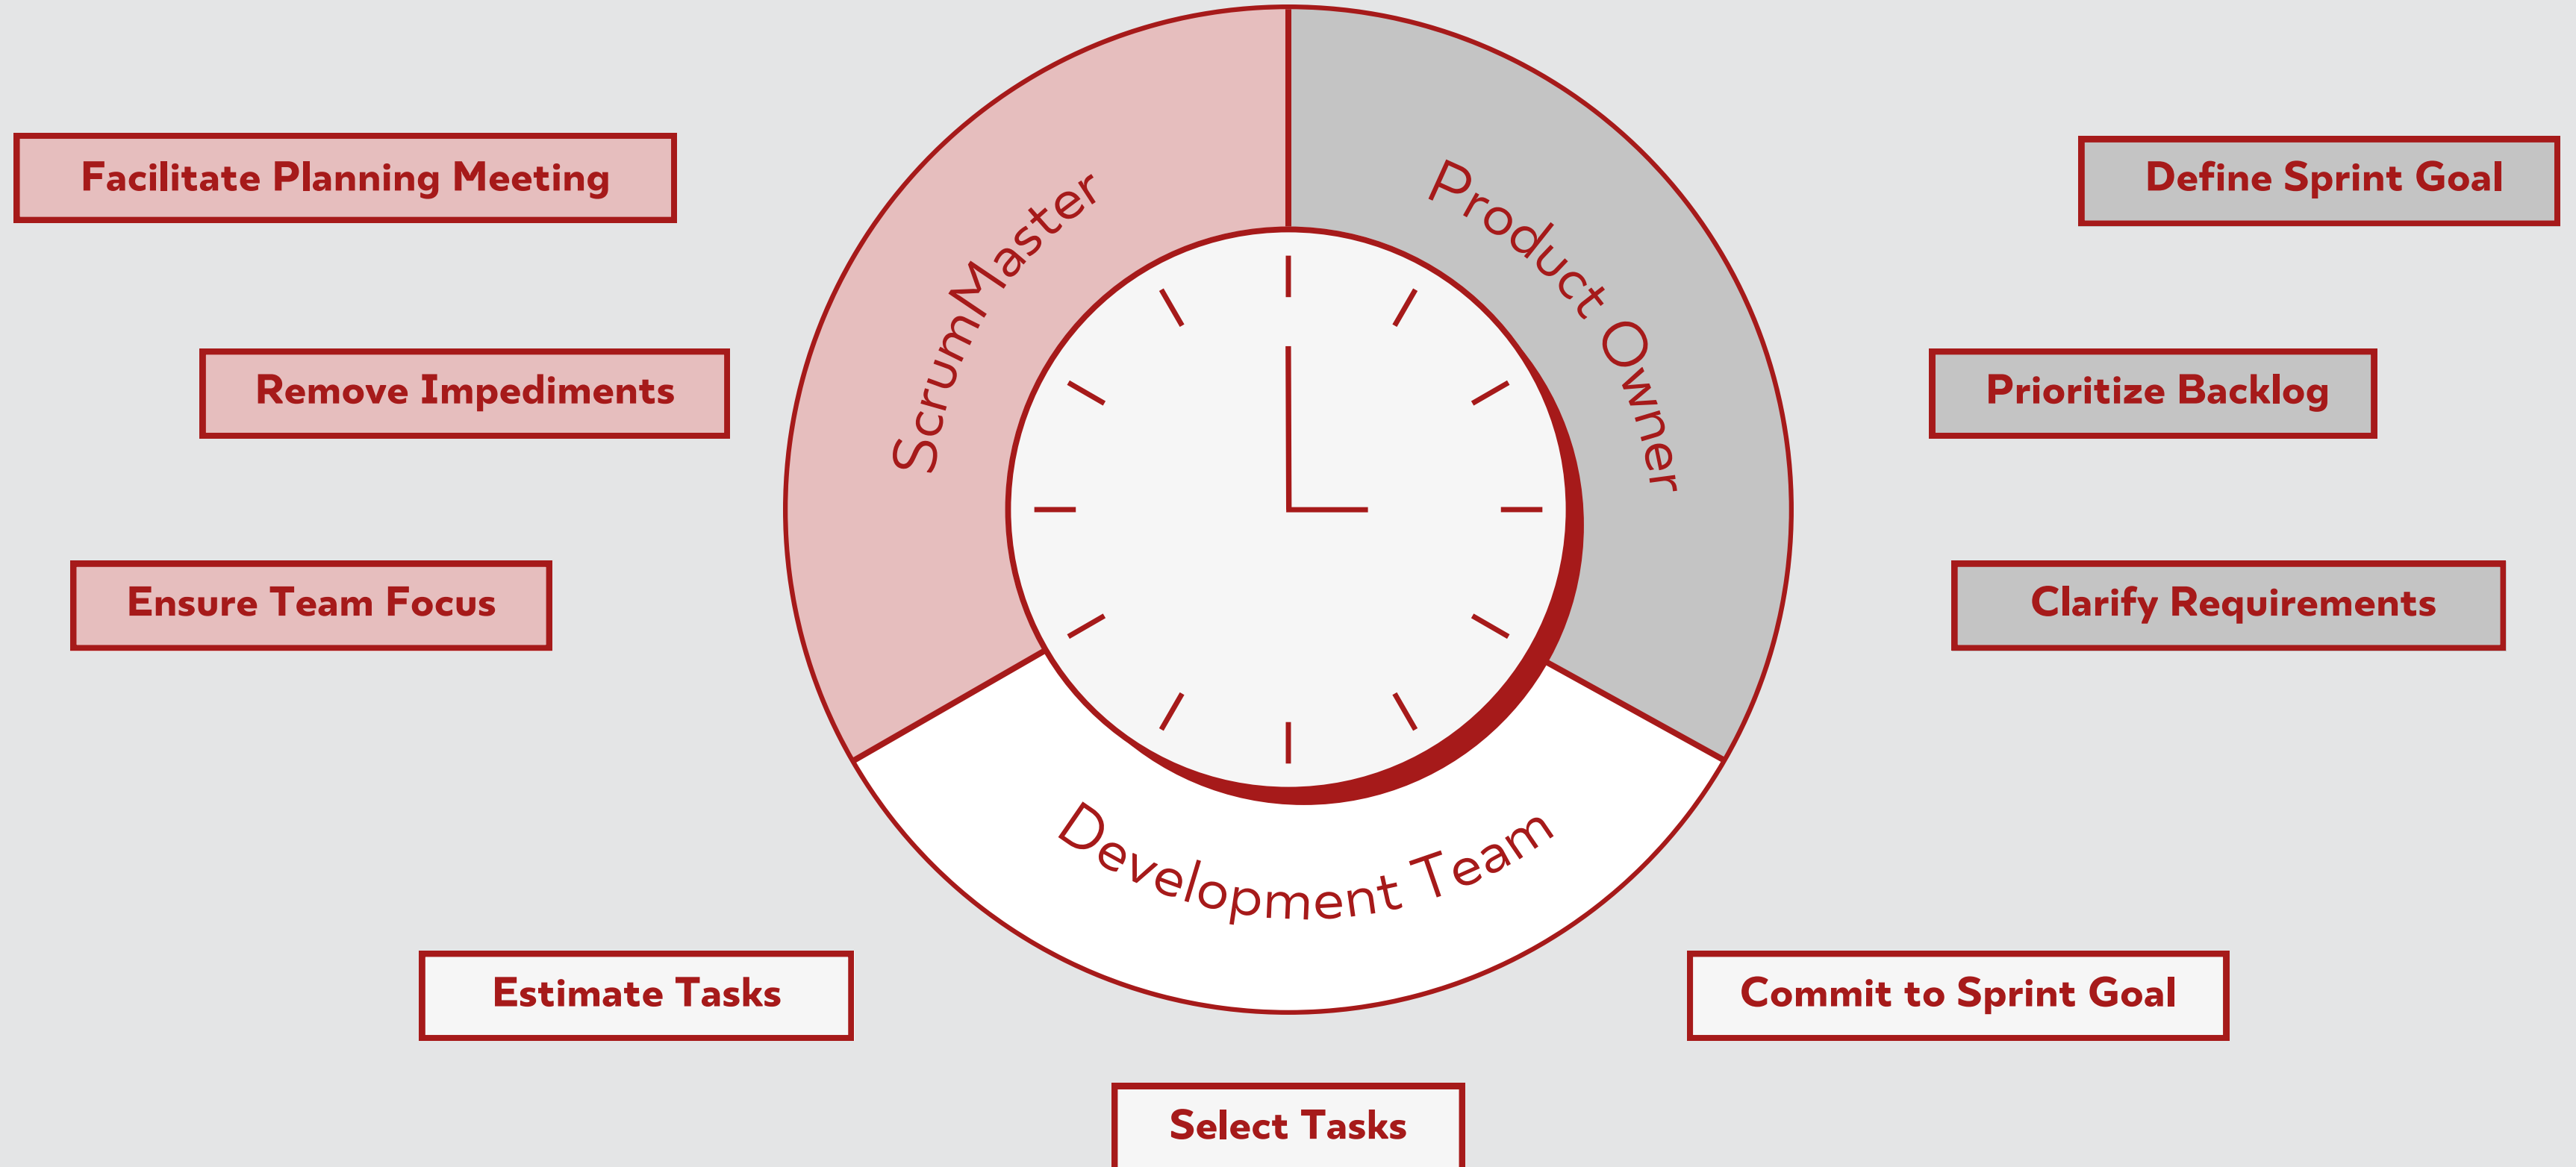 Facilitate Planning Meeting
Remove Impediments
Ensure Team Focus
ScrumMaster
Product Owner
Development Team
Define Sprint Goal
Prioritize Backlog
Clarify Requirements
Estimate Tasks
Select Tasks
Commit to Sprint Goal